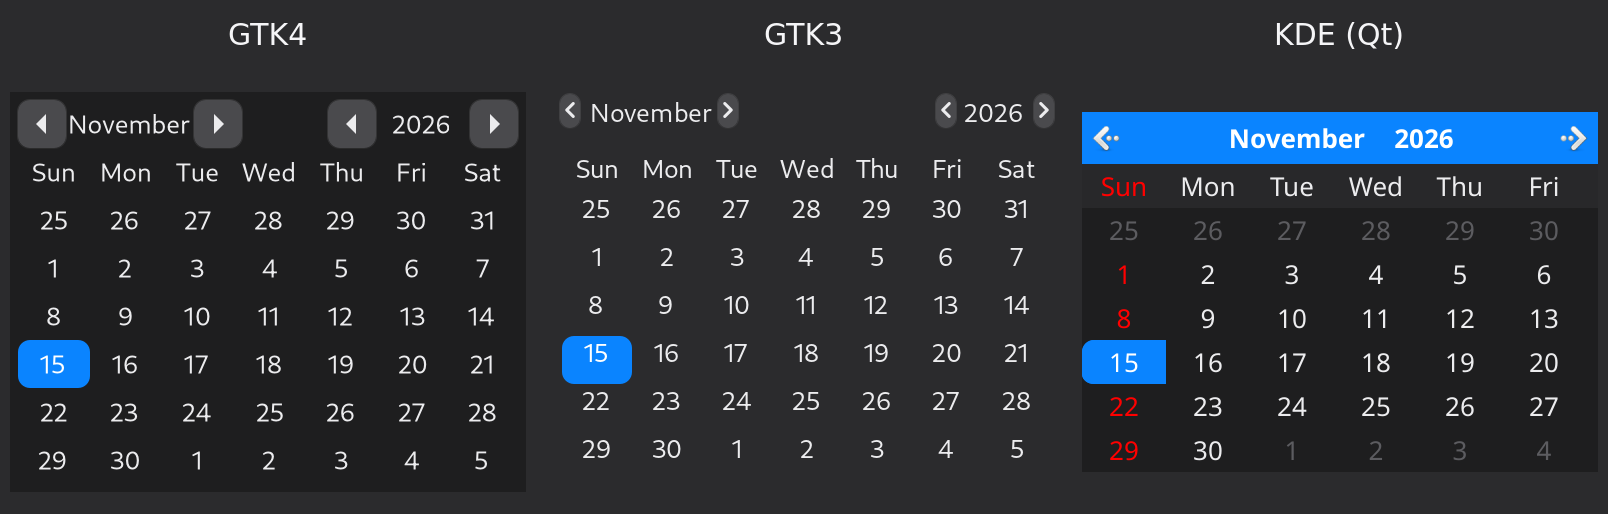 GTK4
November 2026
Sun Mon Tue Wed Thu Fri Sat
25 26 27 28 29 30 31
1 2 3 4 5 6 7
8 9 10 11 12 13 14
15 16 17 18 19 20 21
22 23 24 25 26 27 28
29 30 1 2 3 4 5
GTK3
November 2026
Sun Mon Tue Wed Thu Fri Sat
25 26 27 28 29 30 31
1 2 3 4 5 6 7
8 9 10 11 12 13 14
15 16 17 18 19 20 21
22 23 24 25 26 27 28
29 30 1 2 3 4 5
KDE (Qt)
November 2026
Sun Mon Tue Wed Thu Fri
25 26 27 28 29 30
1 2 3 4 5 6
8 9 10 11 12 13
15 16 17 18 19 20
22 23 24 25 26 27
29 30 1 2 3 4